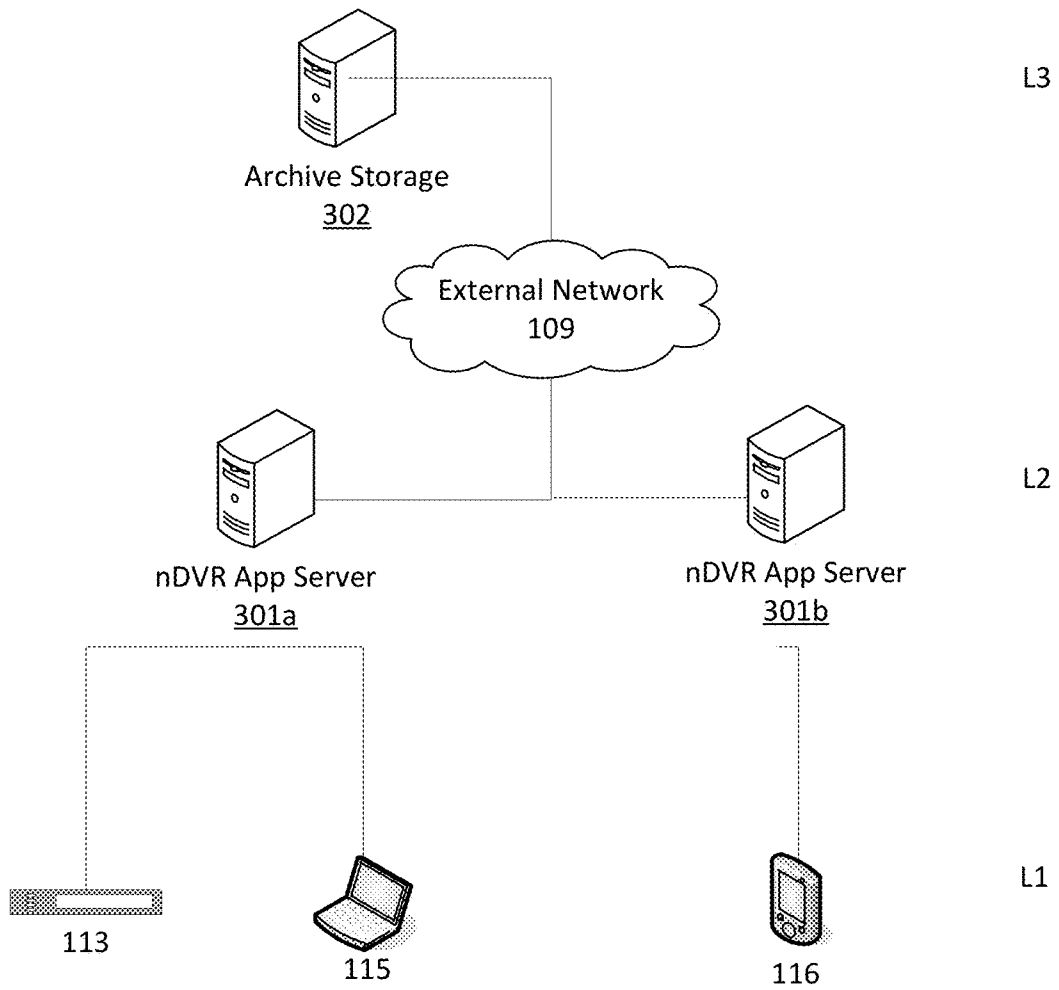 L3
Archive Storage
302
External Network
109
L2
nDVR App Server
301a
nDVR App Server
301b
L1
113
115
116